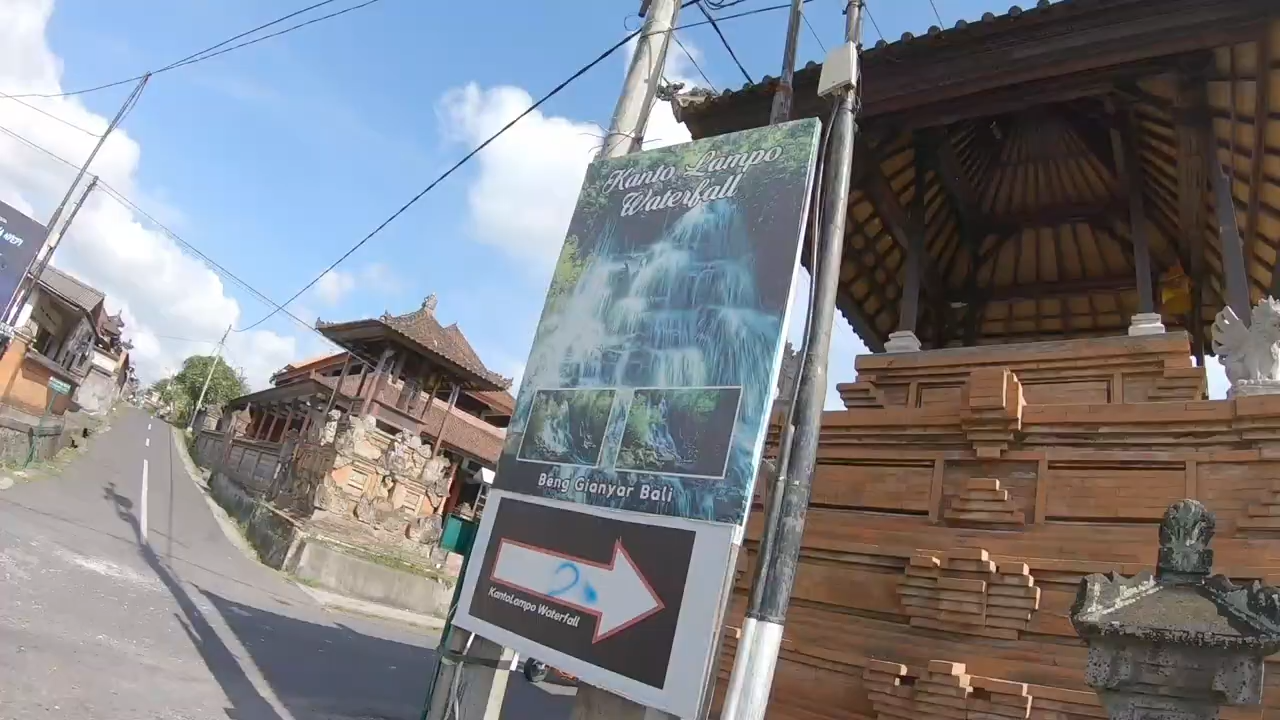 Kanto Lampo
Waterfall
Beng Gianyar Bali
2
KantoLampo Waterfall